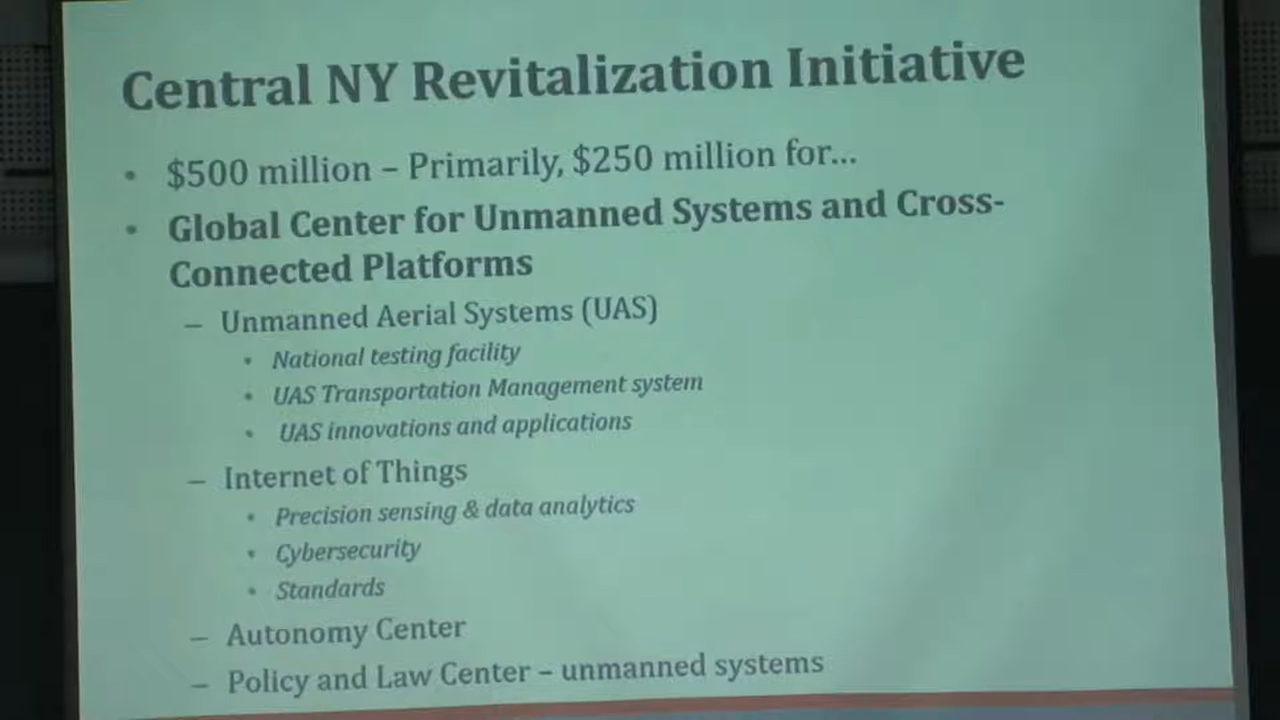 Central NY Revitalization Initiative
• $500 million – Primarily, $250 million for...
• Global Center for Unmanned Systems and Cross-
Connected Platforms
– Unmanned Aerial Systems (UAS)
• National testing facility
• UAS Transportation Management system
• UAS innovations and applications
– Internet of Things
• Precision sensing & data analytics
• Cybersecurity
• Standards
– Autonomy Center
– Policy and Law Center – unmanned systems